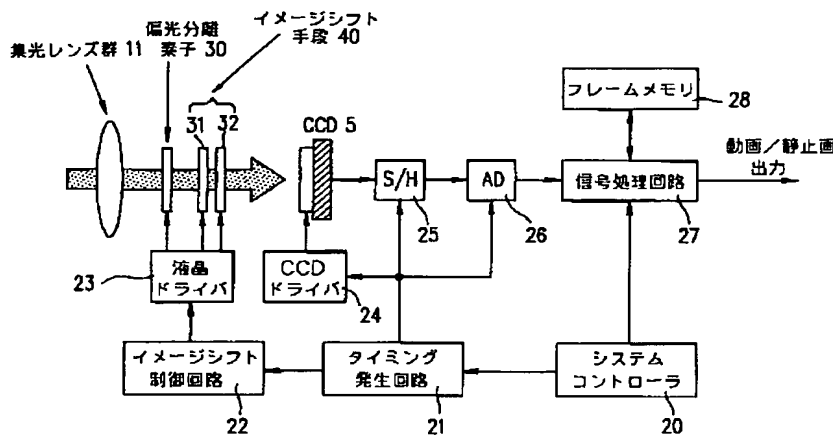 イメージシフト
手段 40
偏光分離
素子 30
集光レンズ群 11
31
32
CCD 5
フレームメモリ
28
動画／静止画
出力
S/H
25
AD
26
信号処理回路
27
23
液晶
ドライバ
CCD
ドライバ
24
イメージシフト
制御回路
22
タイミング
発生回路
21
システム
コントローラ
20